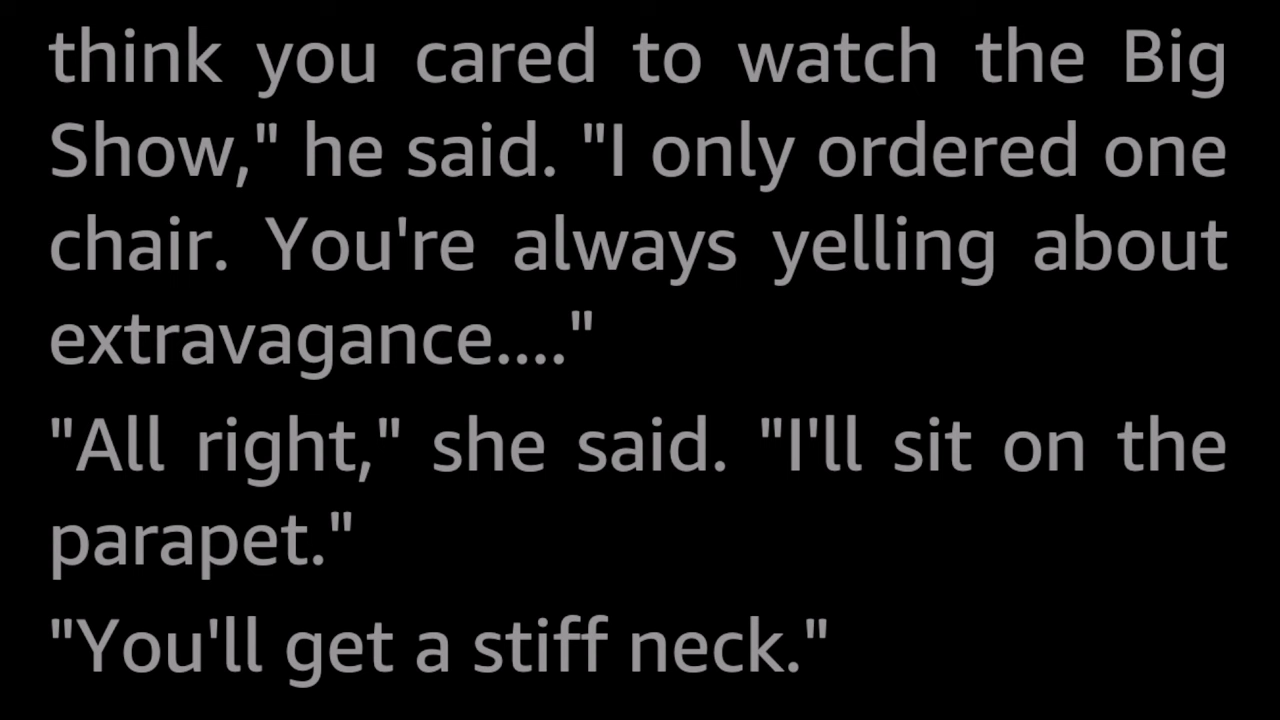 think you cared to watch the Big
Show," he said. "I only ordered one
chair. You're always yelling about
extravagance...."
"All right," she said. "I'll sit on the
parapet."
"You'll get a stiff neck."